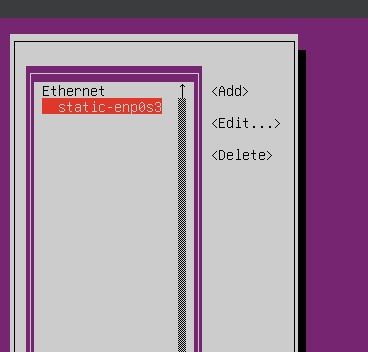 Ethernet
static-enp0s3
<Add>
<Edit...>
<Delete>